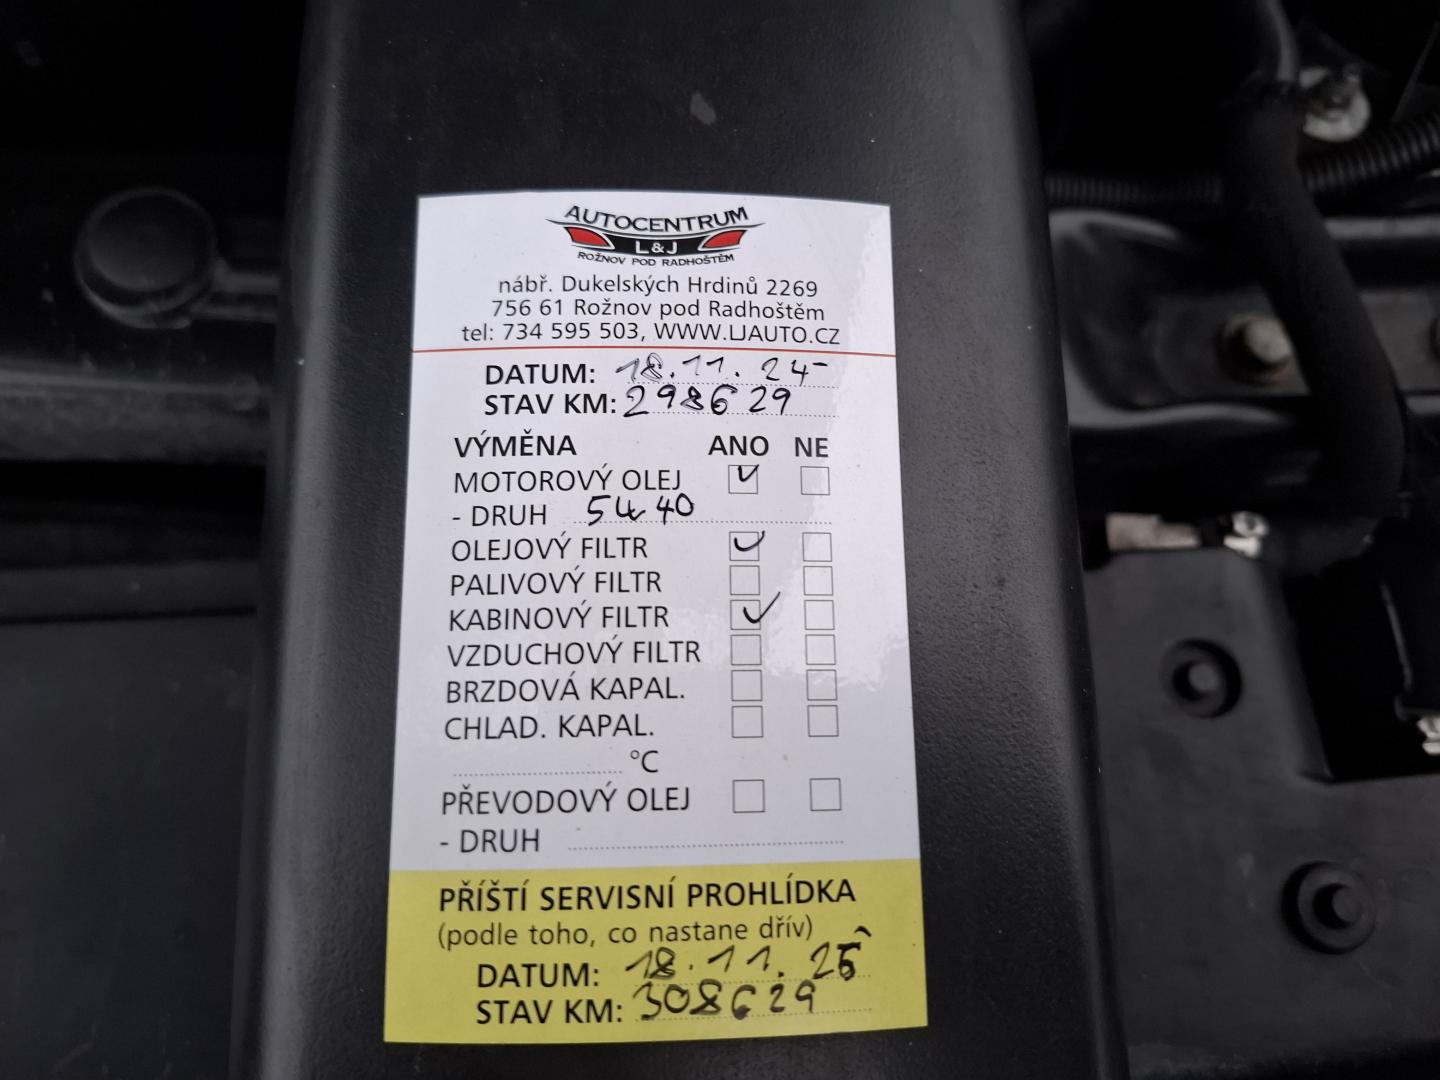 AUTOCENTRUM
L&J
ROŽNOV POD RADHOŠTĚM
nábř. Dukelských Hrdinů 2269
756 61 Rožnov pod Radhoštěm
tel: 734 595 503, WWW.LJAUTO.CZ
DATUM: 18.11.24
STAV KM: 298629
VÝMĚNA ANO NE
MOTOROVÝ OLEJ
- DRUH 5W40
OLEJOVÝ FILTR
PALIVOVÝ FILTR
KABINOVÝ FILTR
VZDUCHOVÝ FILTR
BRZDOVÁ KAPAL.
CHLAD. KAPAL.
°C
PŘEVODOVÝ OLEJ
- DRUH
PŘÍŠTÍ SERVISNÍ PROHLÍDKA
(podle toho, co nastane dřív)
DATUM: 18.11.25
STAV KM: 308629